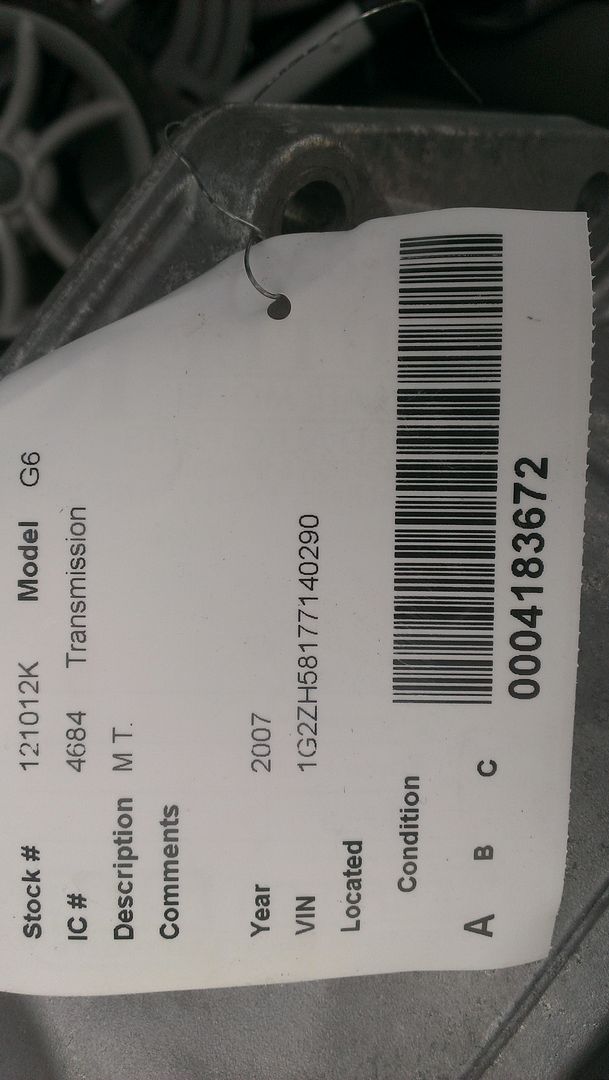 Stock # 121012K Model G6
IC # 4684 Transmission
Description M T.
Comments
Year 2007
VIN 1G2ZH58177140290
Located
Condition
A B C
0004183672